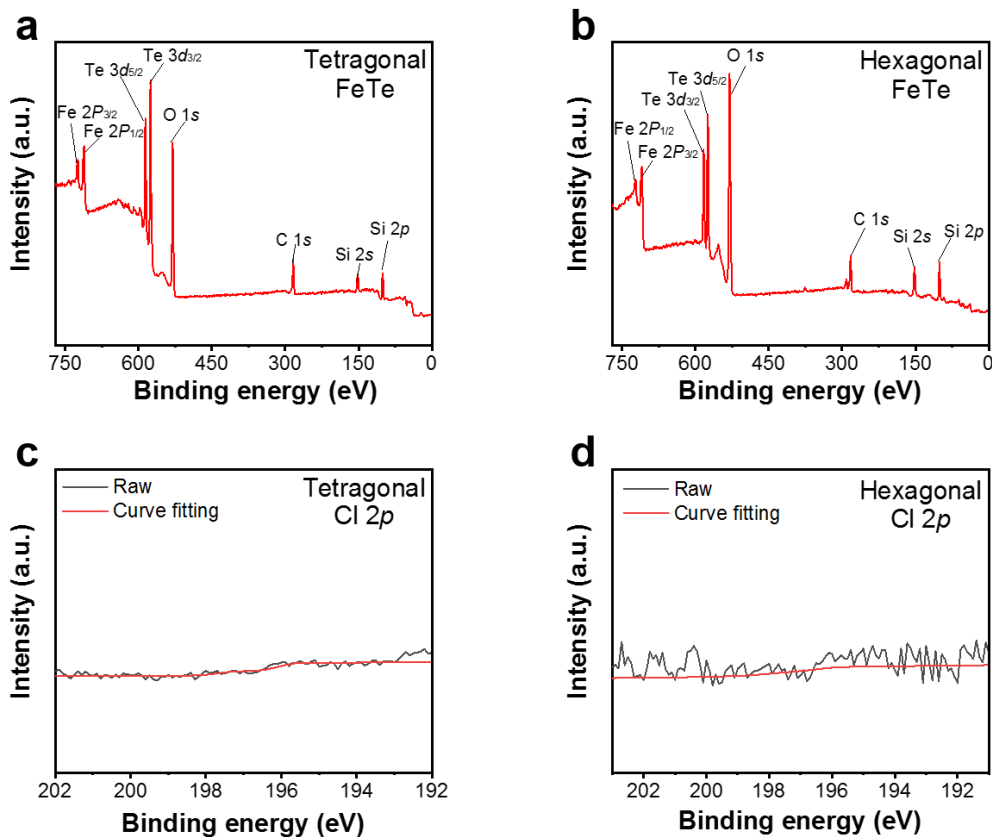 a
Tetragonal
FeTe
Te 3d3/2
Te 3d5/2
O 1s
Fe 2P3/2
Fe 2P1/2
C 1s
Si 2s
Si 2p
Intensity (a.u.)
750 600 450 300 150 0
Binding energy (eV)
b
Hexagonal
FeTe
O 1s
Te 3d5/2
Te 3d3/2
Fe 2P1/2
Fe 2P3/2
C 1s
Si 2s
Si 2p
Intensity (a.u.)
750 600 450 300 150 0
Binding energy (eV)
c
Raw
Curve fitting
Tetragonal
Cl 2p
Intensity (a.u.)
202 200 198 196 194 192
Binding energy (eV)
d
Raw
Curve fitting
Hexagonal
Cl 2p
Intensity (a.u.)
202 200 198 196 194 192
Binding energy (eV)